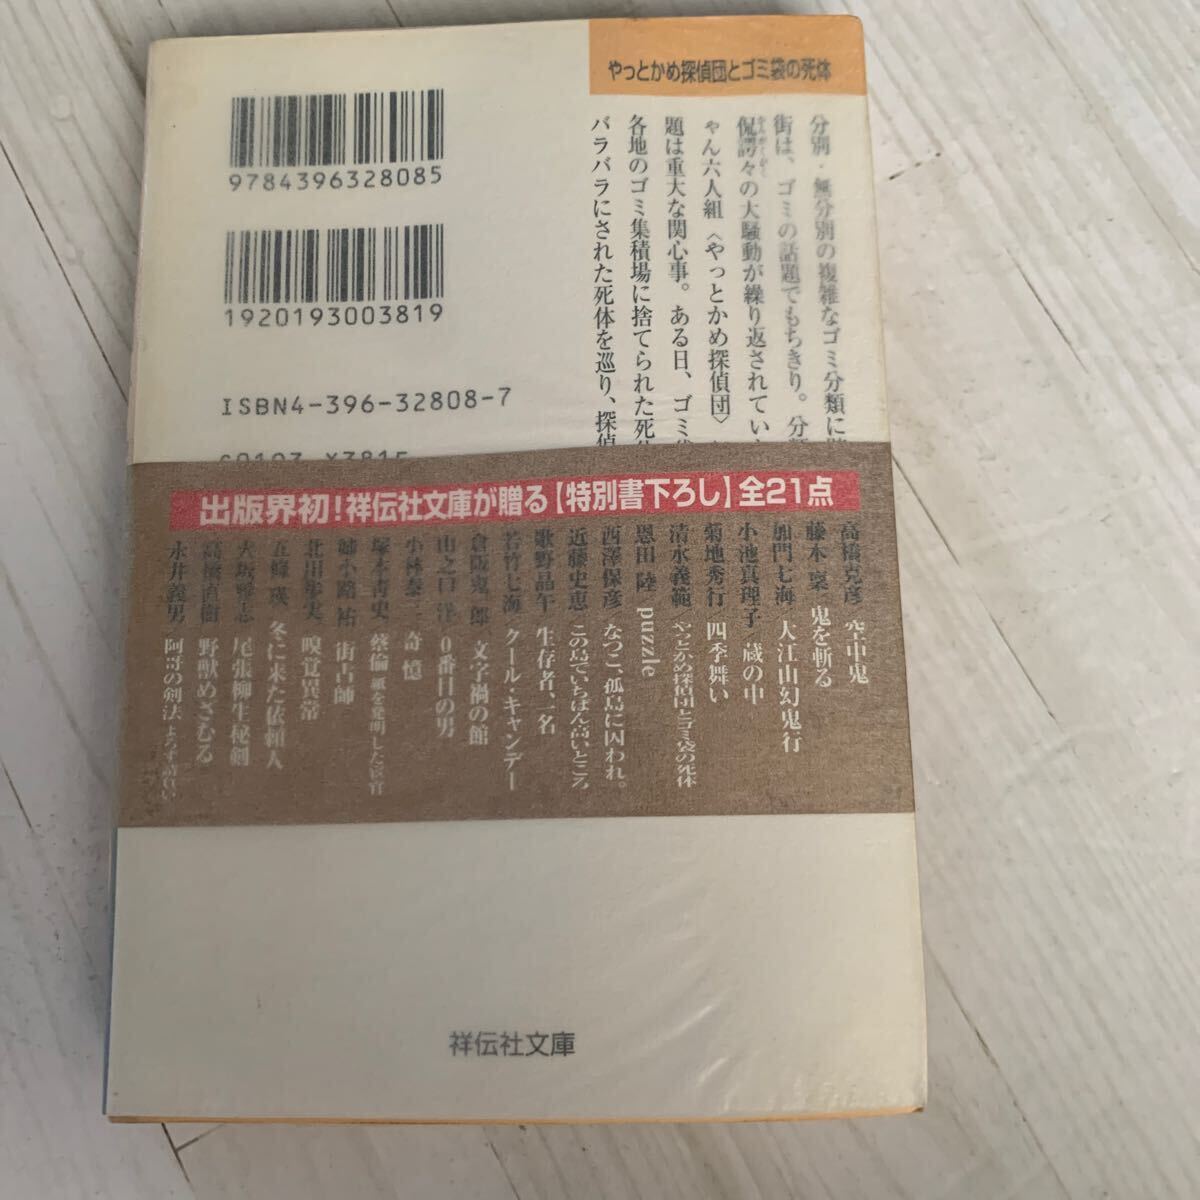 やっとかめ探偵団とゴミ袋の死体
分別・無分別の複雑なゴミ分類に
街は、ゴミの話題でもちきり。分
侃諤々の大騒動が繰り返されてい
ゃん六人組〈やっとかめ探偵団〉
題は重大な関心事。ある日、ゴミ
各地のゴミ集積場に捨てられた死
バラバラにされた死体を巡り、探偵
9784396328085
1920193003819
ISBN4-396-32808-7
出版界初!祥伝社文庫が贈る【特別書下ろし】全21点
高橋克彦/空中鬼
藤木 稟/鬼を斬る
加門七海/大江山幻鬼行
小池真理子/蔵の中
菊地秀行/四季舞い
清水義範/やっとかめ探偵団とゴミ袋の死体
恩田 陸/puzzle
西澤保彦/なつこ、孤島に囚われ。
近藤史恵/この島でいちばん高いところ
歌野晶午/生存者、一名
若竹七海/クール・キャンデー
倉阪鬼一郎/文字禍の館
山之口 洋/0番目の男
小林泰三/奇憶
塚本靑史/蔡倫 紙を発明した宦官
姉小路 祐/街占師
北川歩実/嗅覚異常
五條 瑛/冬に来た依頼人
火坂雅志/尾張柳生秘剣
高橋直樹/野獣めざむる
永井義男/阿哥の剣法 よろず請負い
祥伝社文庫